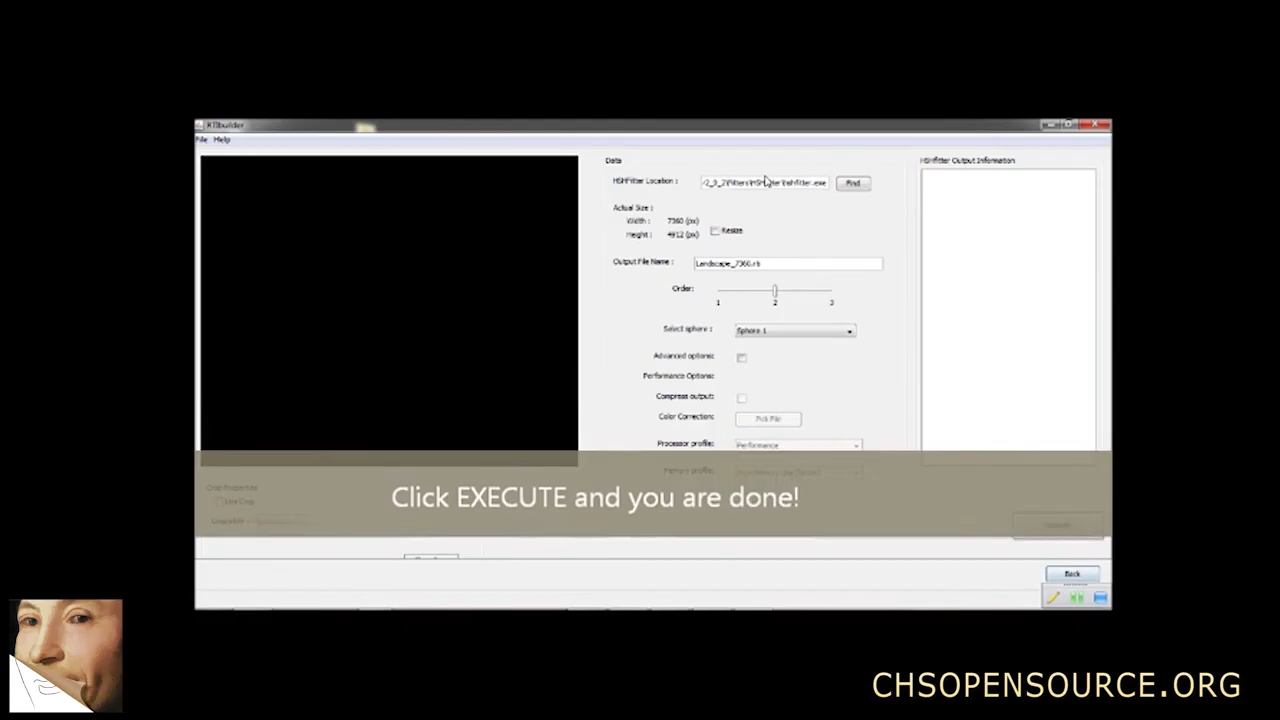 RTIbuilder
File Help
Data
HSHFitter Location :
Find
HSHfitter Output Information
Actual Size :
Width : 7360 (px)
Height : 4912 (px)
Resize
Output File Name : Landscape_7360.rti
Order:
1 2 3
Select sphere : Sphere 1
Advanced options:
Performance Options:
Compress output:
Color Correction: Pick File
Processor profile: Performance
Click EXECUTE and you are done!
Back
CHSOPENSOURCE.ORG